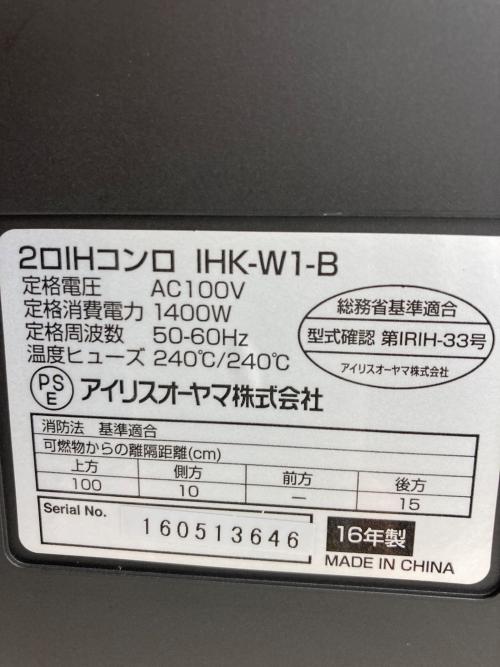 2口IHコンロ IHK-W1-B
定格電圧 AC100V
定格消費電力 1400W
定格周波数 50-60Hz
温度ヒューズ 240℃/240℃
総務省基準適合
型式確認 第IRIH-33号
アイリスオーヤマ株式会社
PSE アイリスオーヤマ株式会社
消防法 基準適合
可燃物からの離隔距離(cm)
上方 側方 前方 後方
100 10 — 15
Serial No. 160513646 16年製
MADE IN CHINA